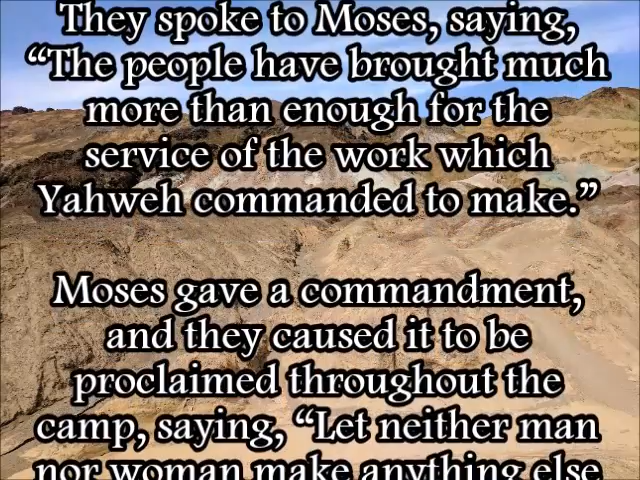 They spoke to Moses, saying,
“The people have brought much
more than enough for the
service of the work which
Yahweh commanded to make.”
Moses gave a commandment,
and they caused it to be
proclaimed throughout the
camp, saying, “Let neither man
nor woman make anything else